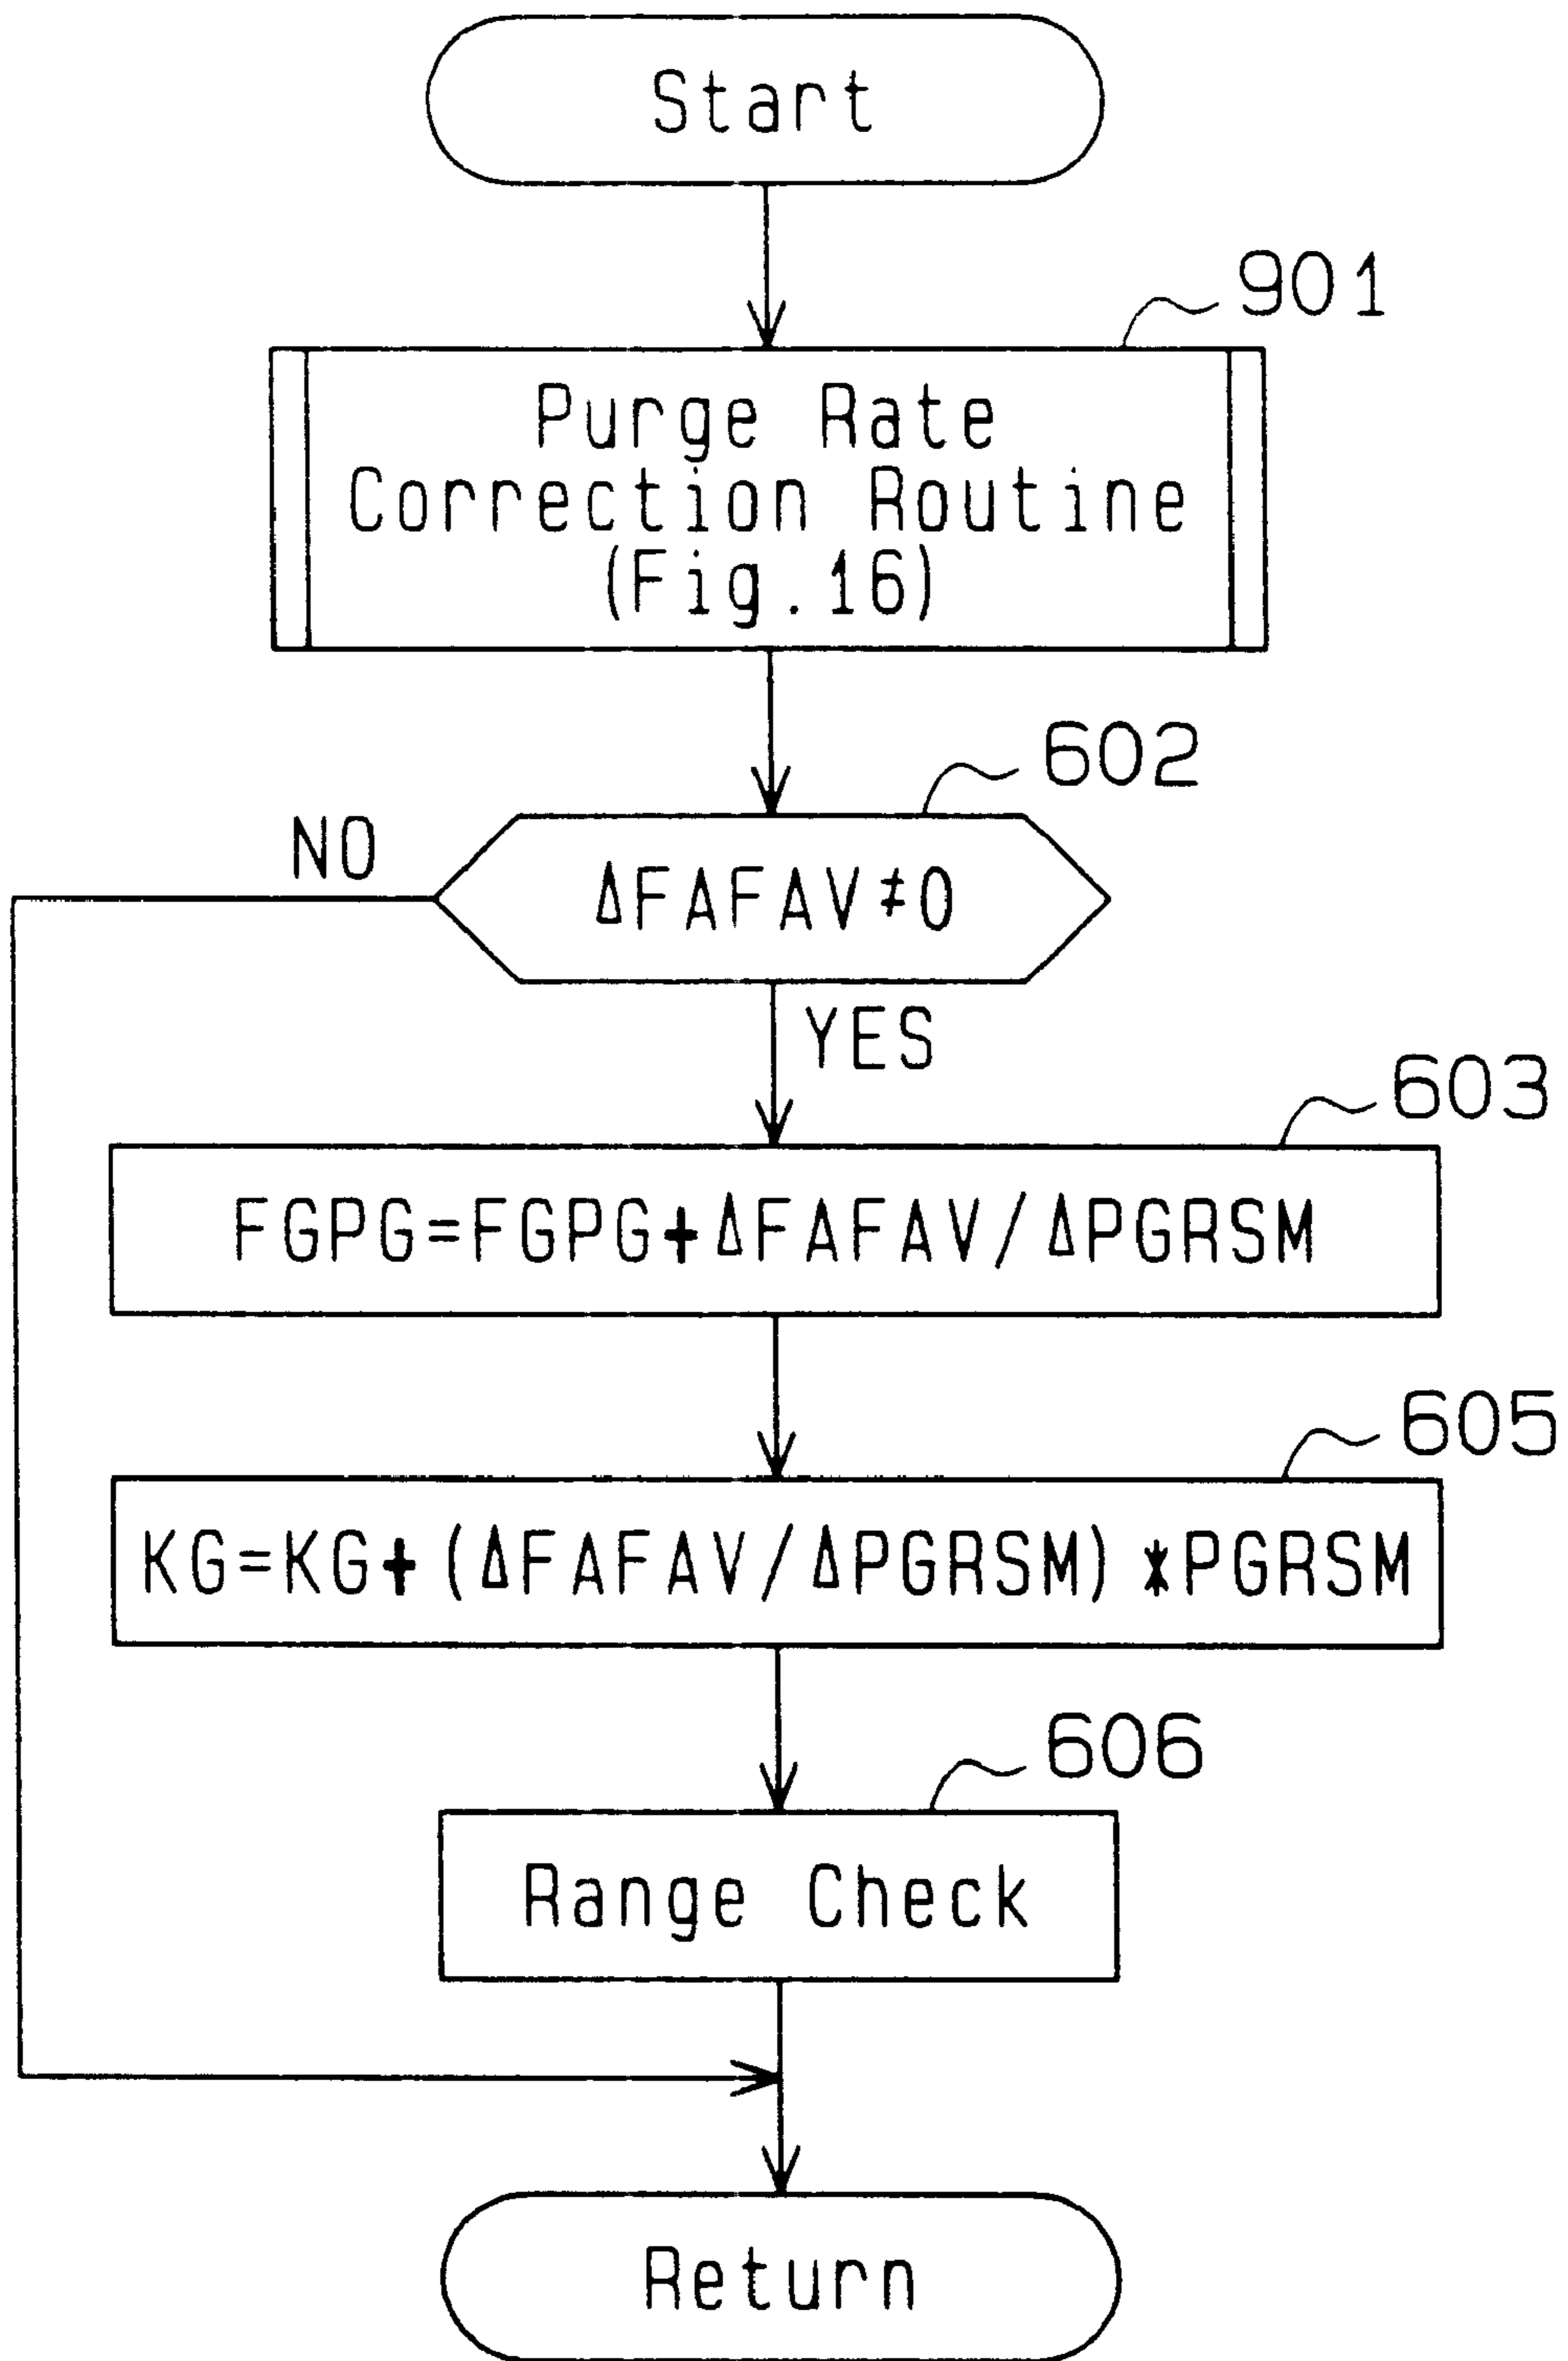 Start
901
Purge Rate
Correction Routine
(Fig.16)
602
NO
ΔFAFAV≠0
YES
603
FGPG=FGPG+ΔFAFAV/ΔPGRSM
605
KG=KG+(ΔFAFAV/ΔPGRSM)*PGRSM
606
Range Check
Return